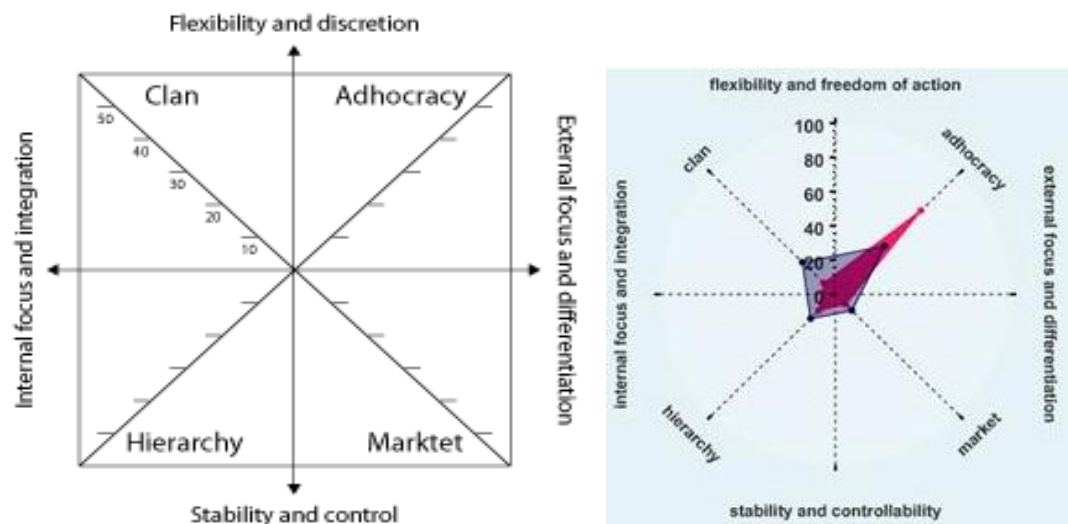 Flexibility and discretion
Clan
Adhocracy
50
40
30
20
10
Internal focus and integration
External focus and differentiation
Hierarchy
Marktet
Stability and control
flexibility and freedom of action
100
80
60
40
20
0
clan
adhocracy
internal focus and integration
external focus and differentiation
hierarchy
market
stability and controllability